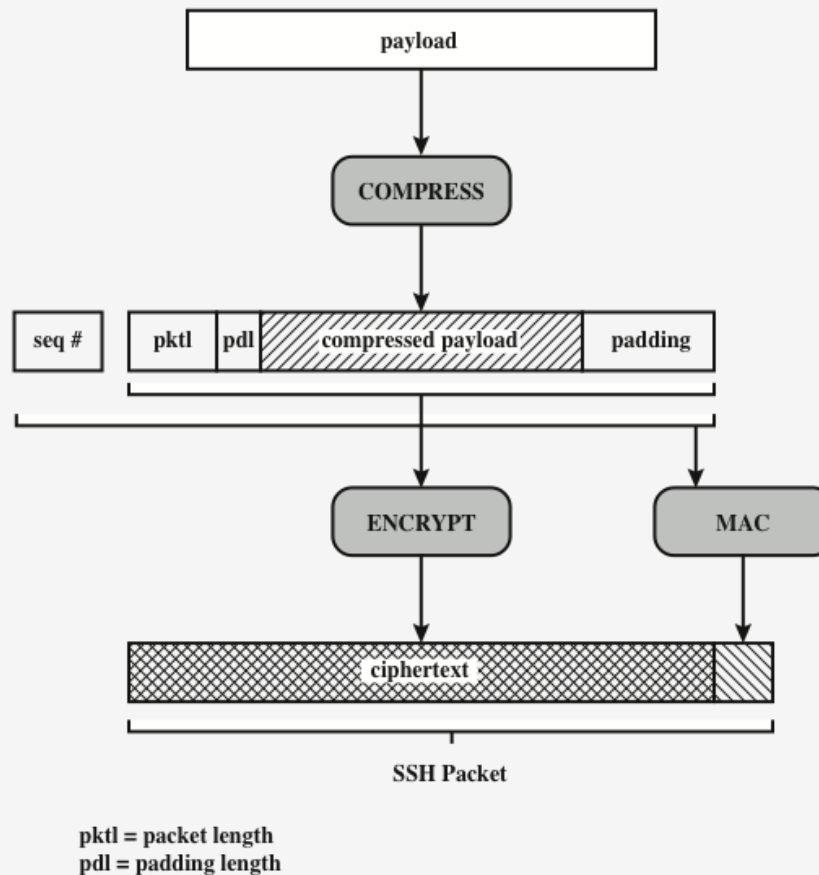 payload
COMPRESS
seq # pktl pdl compressed payload padding
ENCRYPT MAC
ciphertext
SSH Packet
pktl = packet length
pdl = padding length